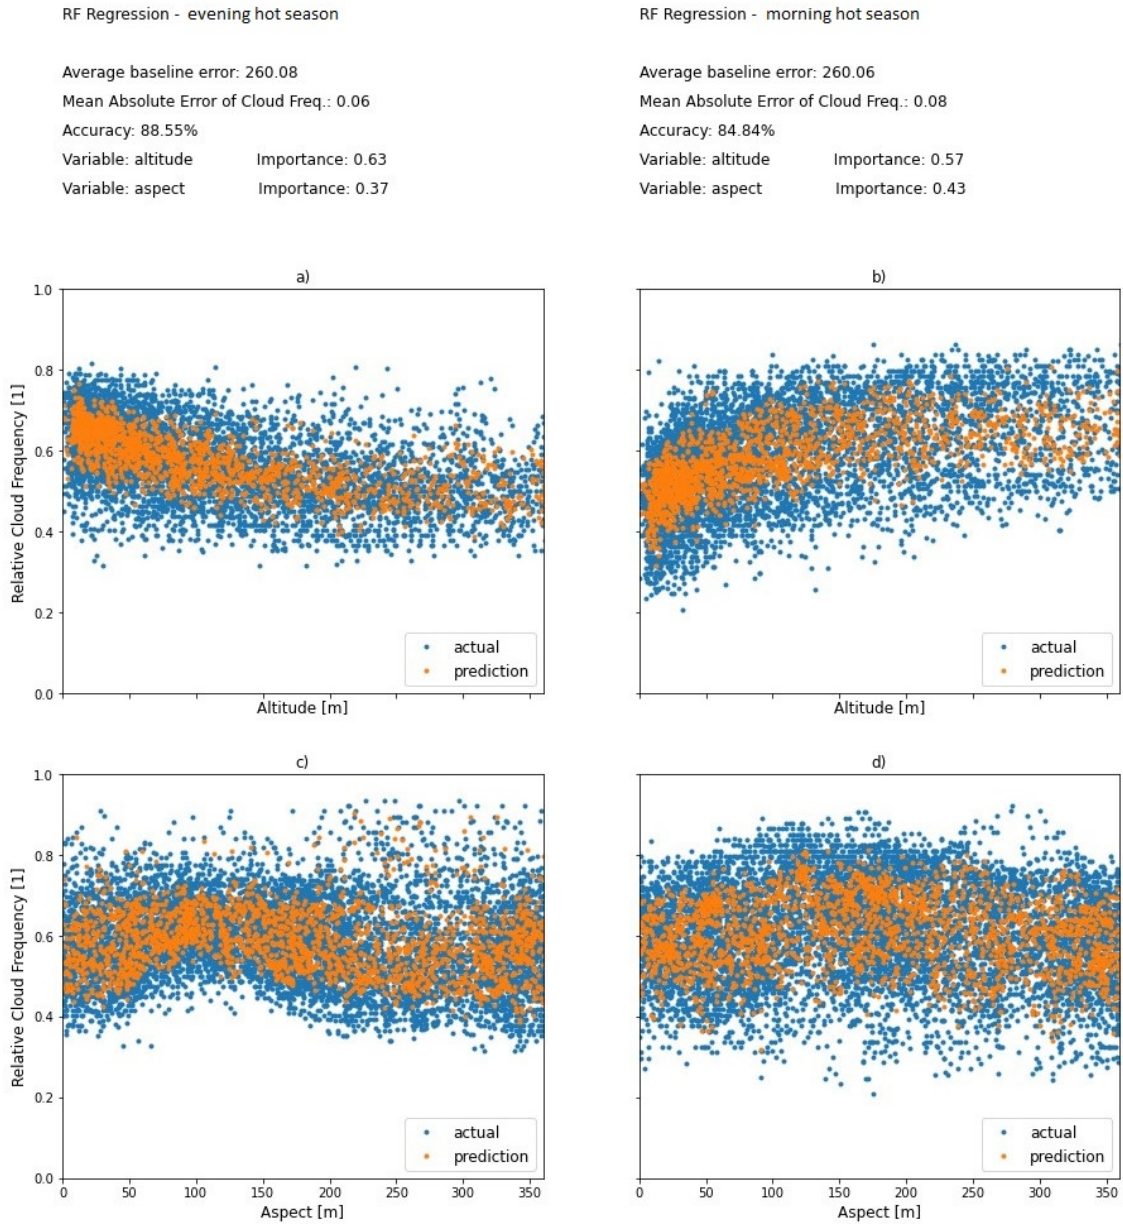 RF Regression - evening hot season
Average baseline error: 260.08
Mean Absolute Error of Cloud Freq.: 0.06
Accuracy: 88.55%
Variable: altitude Importance: 0.63
Variable: aspect Importance: 0.37
RF Regression - morning hot season
Average baseline error: 260.06
Mean Absolute Error of Cloud Freq.: 0.08
Accuracy: 84.84%
Variable: altitude Importance: 0.57
Variable: aspect Importance: 0.43
a)
1.0
0.8
0.6
0.4
0.2
0.0
Relative Cloud Frequency [1]
actual
prediction
Altitude [m]
b)
actual
prediction
Altitude [m]
c)
1.0
0.8
0.6
0.4
0.2
0.0
Relative Cloud Frequency [1]
actual
prediction
0 50 100 150 200 250 300 350
Aspect [m]
d)
actual
prediction
0 50 100 150 200 250 300 350
Aspect [m]